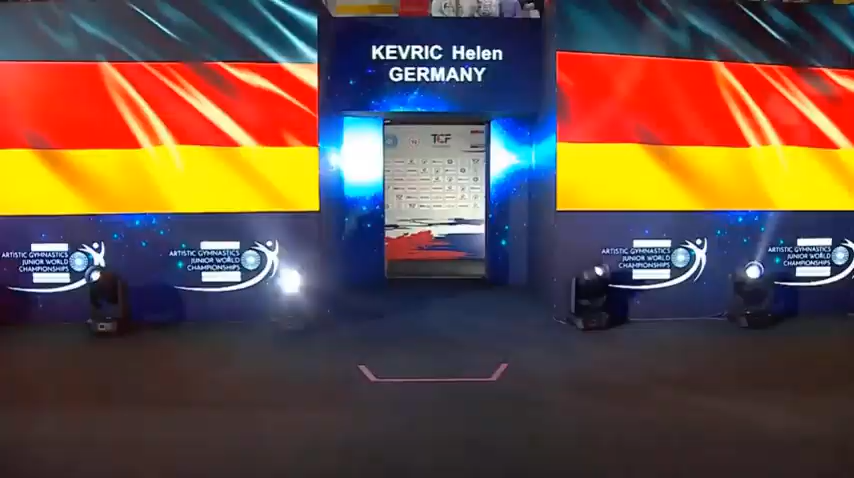 KEVRIC Helen
GERMANY
TCF
ARTISTIC GYMNASTICS
JUNIOR WORLD
CHAMPIONSHIPS
ARTISTIC GYMNASTICS
JUNIOR WORLD
CHAMPIONSHIPS
ARTISTIC GYMNASTICS
JUNIOR WORLD
CHAMPIONSHIPS
ARTISTIC GYMNASTICS
JUNIOR WORLD
CHAMPIONSHIPS